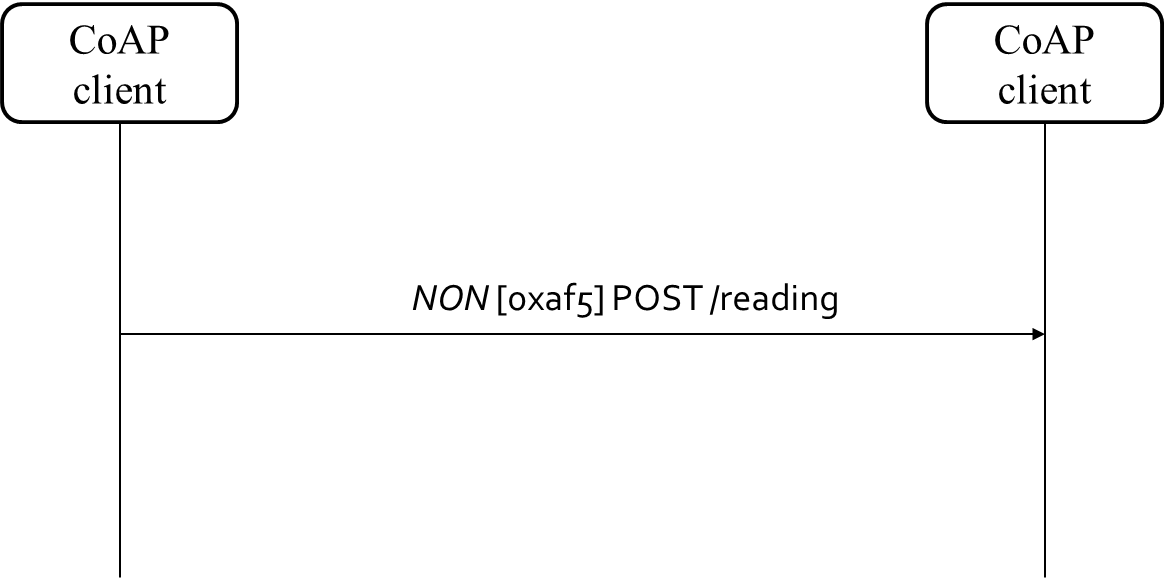 CoAP
client
CoAP
client
NON [0xaf5] POST /reading